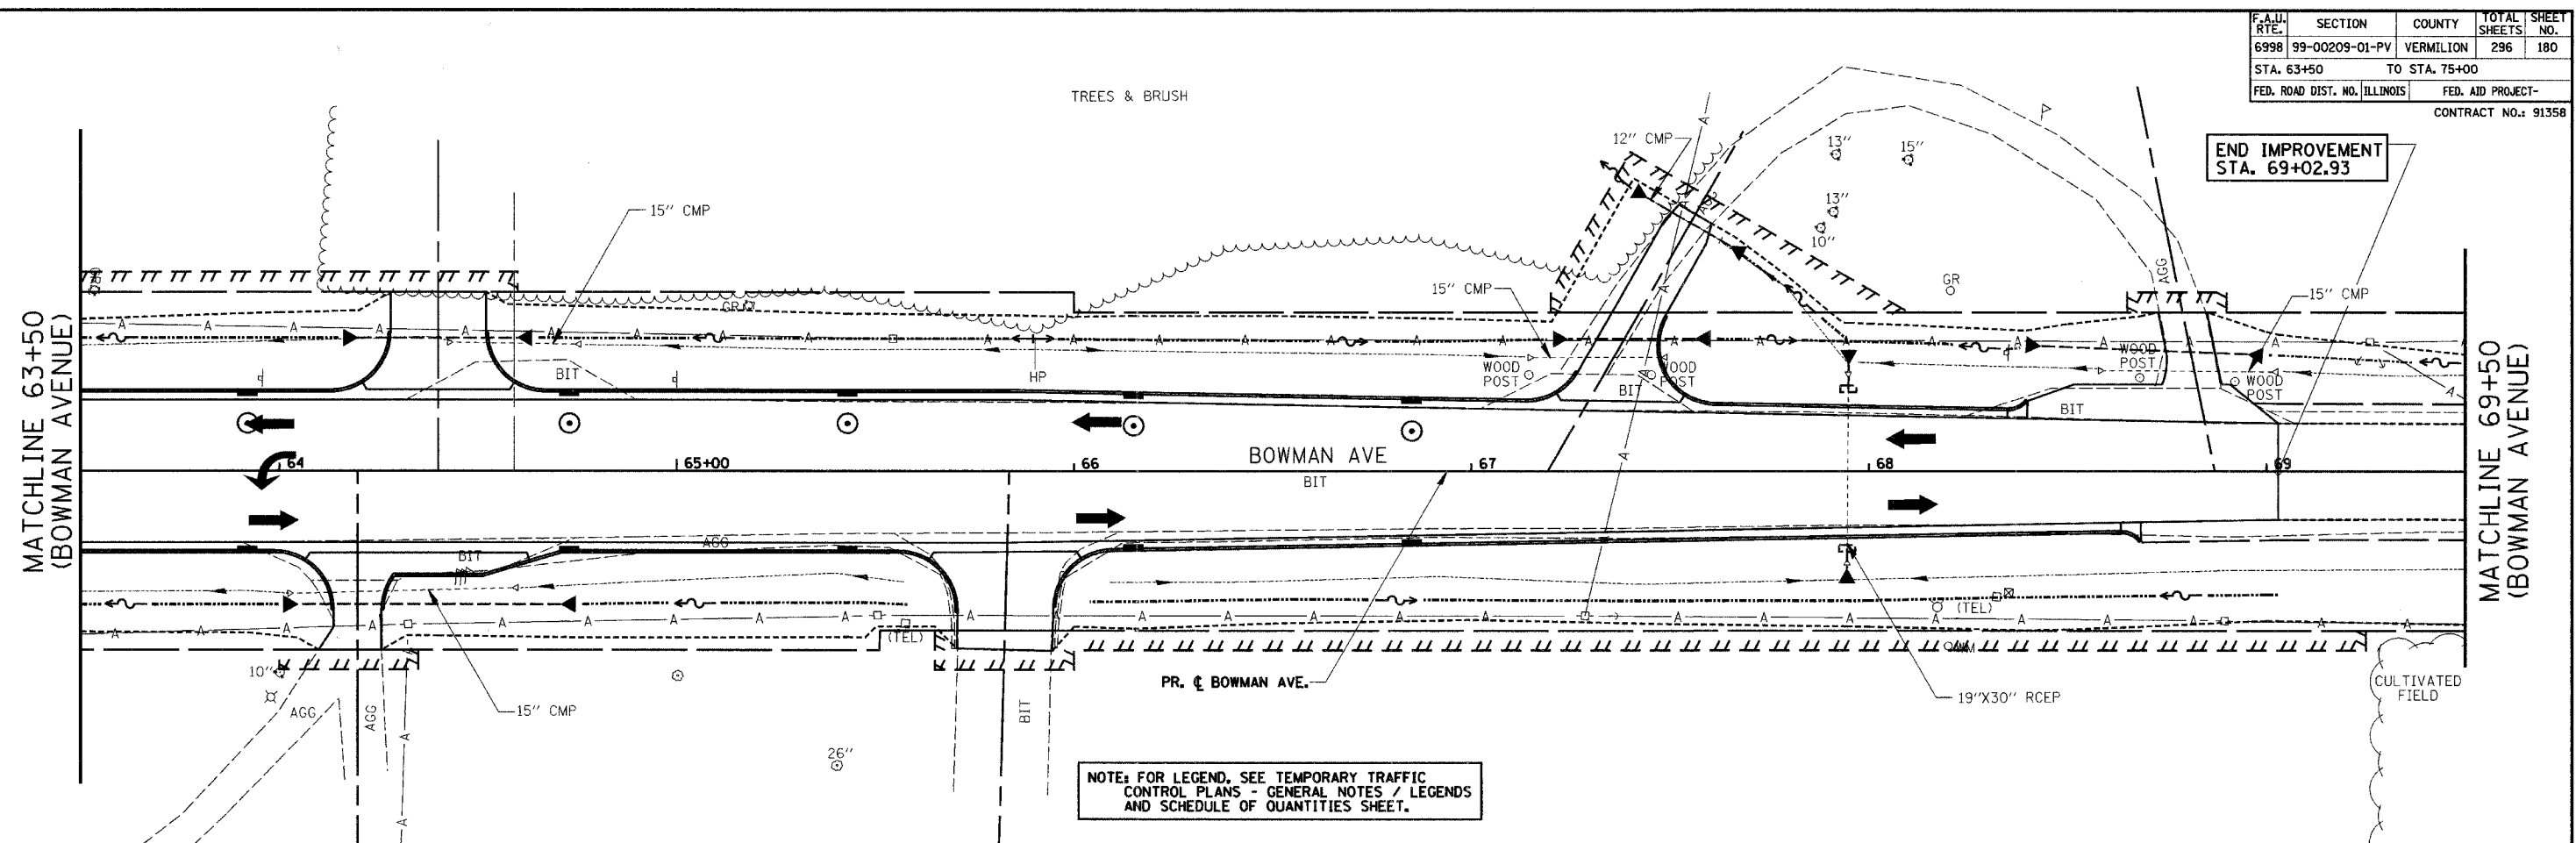 F.A.U. RTE. SECTION COUNTY TOTAL SHEETS SHEET NO.
6998 99-00209-01-PV VERMILION 296 180
STA. 63+50 TO STA. 75+00
FED. ROAD DIST. NO. ILLINOIS FED. AID PROJECT-
CONTRACT NO.: 91358
TREES & BRUSH
END IMPROVEMENT
STA. 69+02.93
12" CMP
13"
15"
13"
10"
A
A
15" CMP
GR
15" CMP
GR
AGG
15" CMP
MATCHLINE 63+50
(BOWMAN AVENUE)
A A A A A A A A A A A A A A A A A A A A A A
BIT
HP
WOOD
POST
WOOD
POST
BIT
WOOD
POST
WOOD
POST
BIT
A
MATCHLINE 69+50
(BOWMAN AVENUE)
64 65+00 66 BOWMAN AVE 67 68 69
BIT
A
BIT
AGG
A A A A A A A A A A A A A A A A A A A A
(TEL)
(TEL)
10"
AGG
AGG
15" CMP
A
A
BIT
PR. ℄ BOWMAN AVE.
19"X30" RCEP
CULTIVATED
FIELD
26"
NOTE: FOR LEGEND, SEE TEMPORARY TRAFFIC
CONTROL PLANS - GENERAL NOTES / LEGENDS
AND SCHEDULE OF QUANTITIES SHEET.